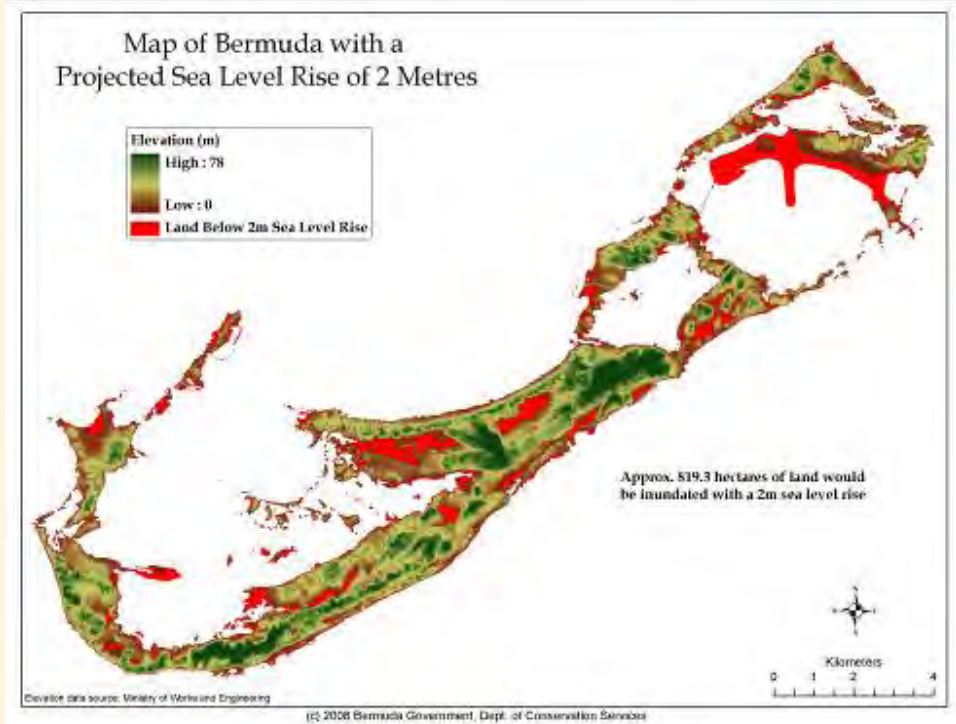 Map of Bermuda with a
Projected Sea Level Rise of 2 Metres
Elevation (m)
High : 78
Low : 0
Land Below 2m Sea Level Rise
Approx. 819.3 hectares of land would
be inundated with a 2m sea level rise
Kilometers
0 1 2 4
Elevation data source: Ministry of Works and Engineering
(c) 2008 Bermuda Government, Dept. of Conservation Services